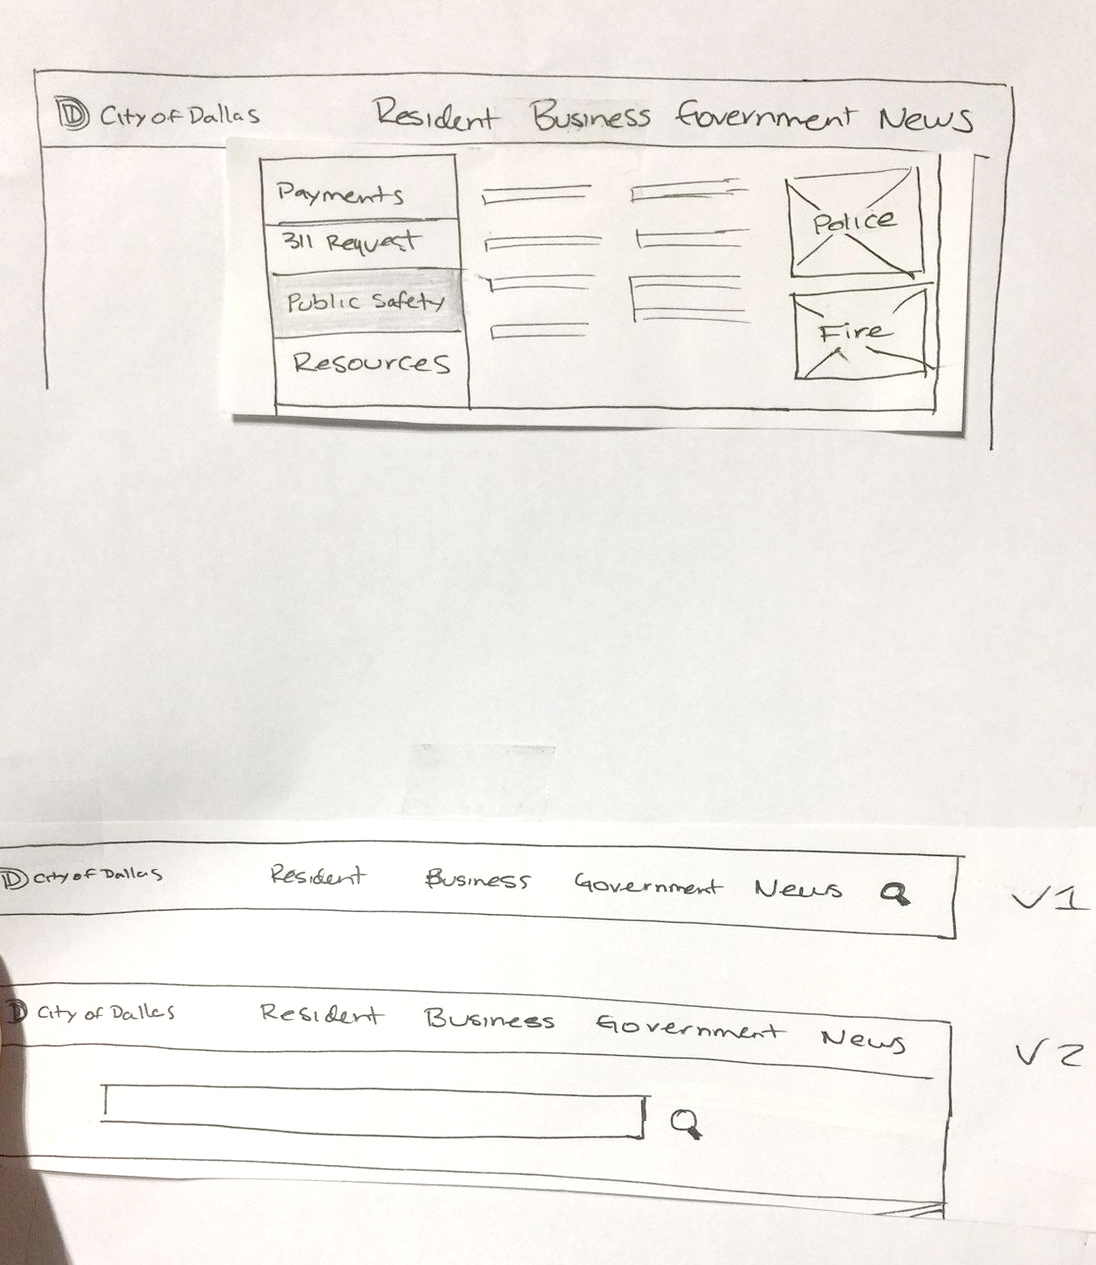 D City of Dallas Resident Business Government News
Payments
311 Request
Public Safety
Resources
Police
Fire
D City of Dallas Resident Business Government News
V1
D City of Dallas Resident Business Government News
V2